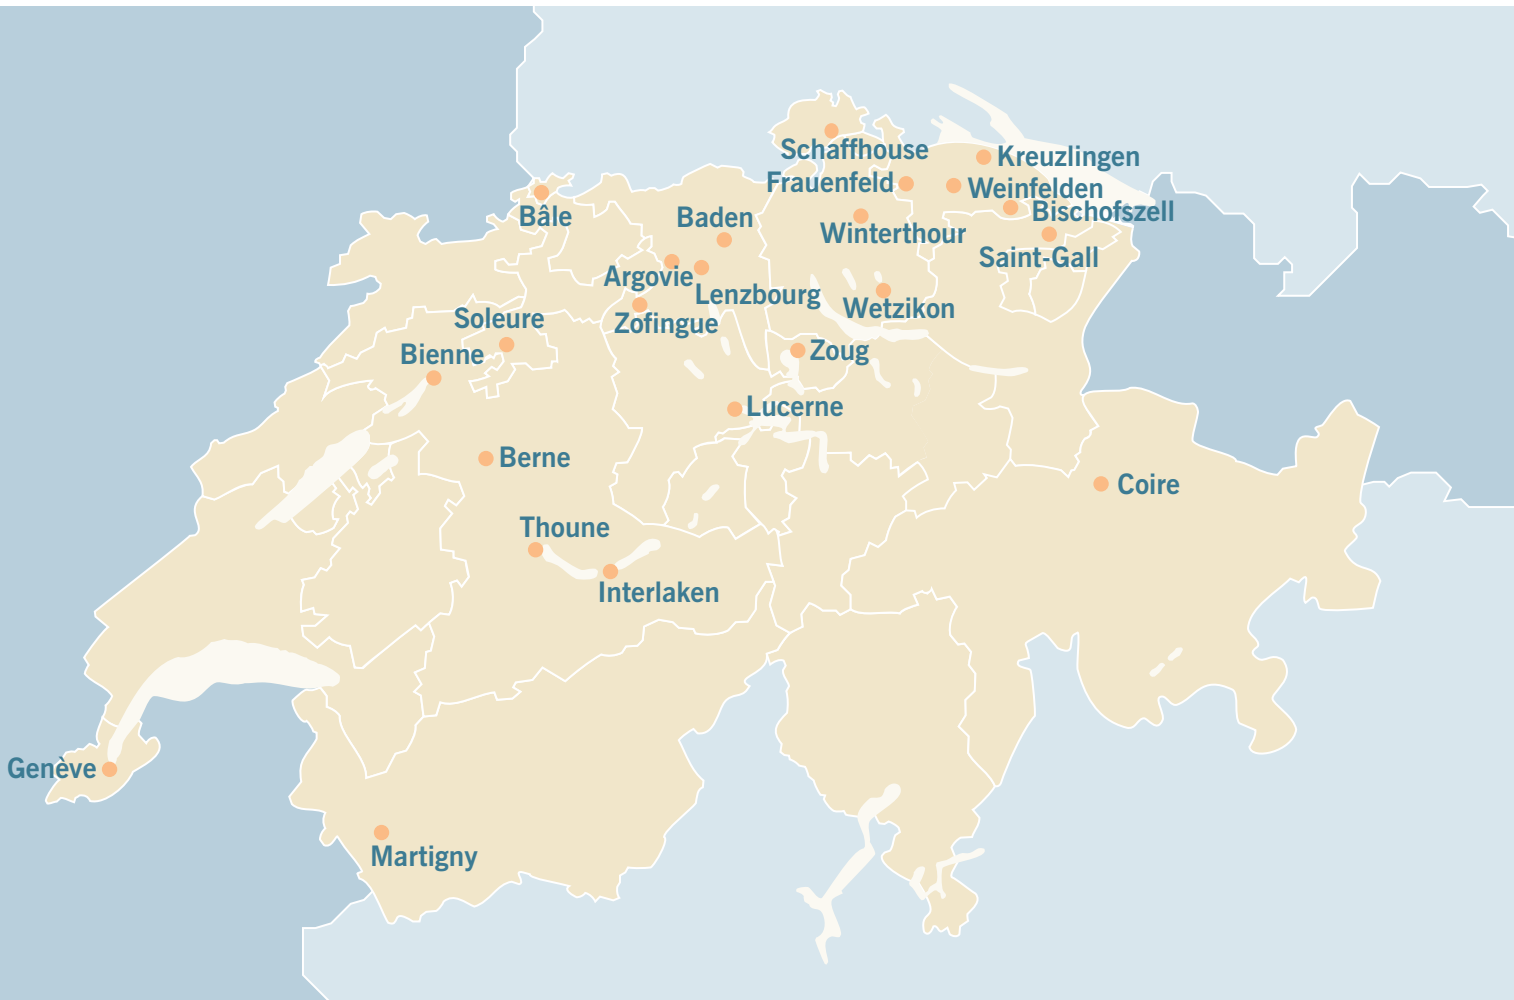 Schaffhouse
Kreuzlingen
Frauenfeld
Weinfelden
Bâle
Baden
Bischofszell
Winterthour
Saint-Gall
Argovie
Lenzbourg
Wetzikon
Soleure
Zofingue
Bienne
Zoug
Lucerne
Berne
Coire
Thoune
Interlaken
Genève
Martigny